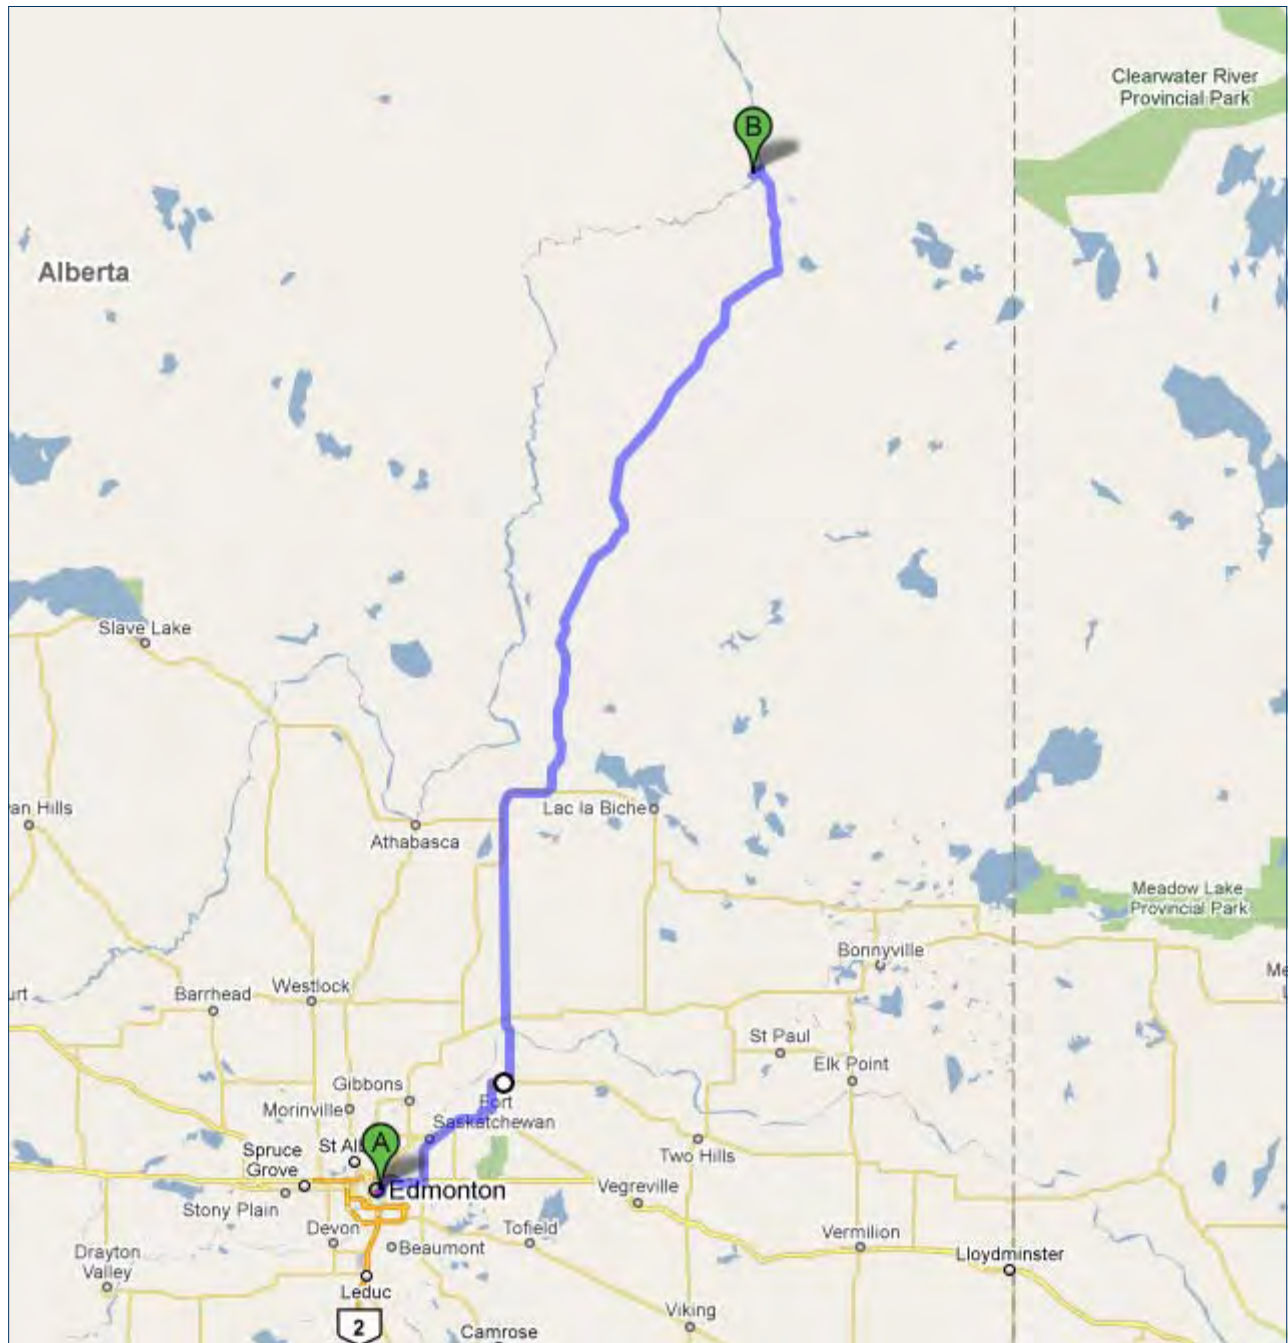 Clearwater River
Provincial Park
B
Alberta
Slave Lake
an Hills
Lac la Biche
Athabasca
Meadow Lake
Provincial Park
Bonnyville
Me
urt
Barrhead
Westlock
St Paul
Elk Point
Gibbons
Morinville
Fort
Saskatchewan
Spruce
Grove
St Al
A
Two Hills
Edmonton
Vegreville
Stony Plain
Devon
Tofield
Beaumont
Vermilion
Drayton
Valley
Lloydminster
Leduc
2
Viking
Camrose